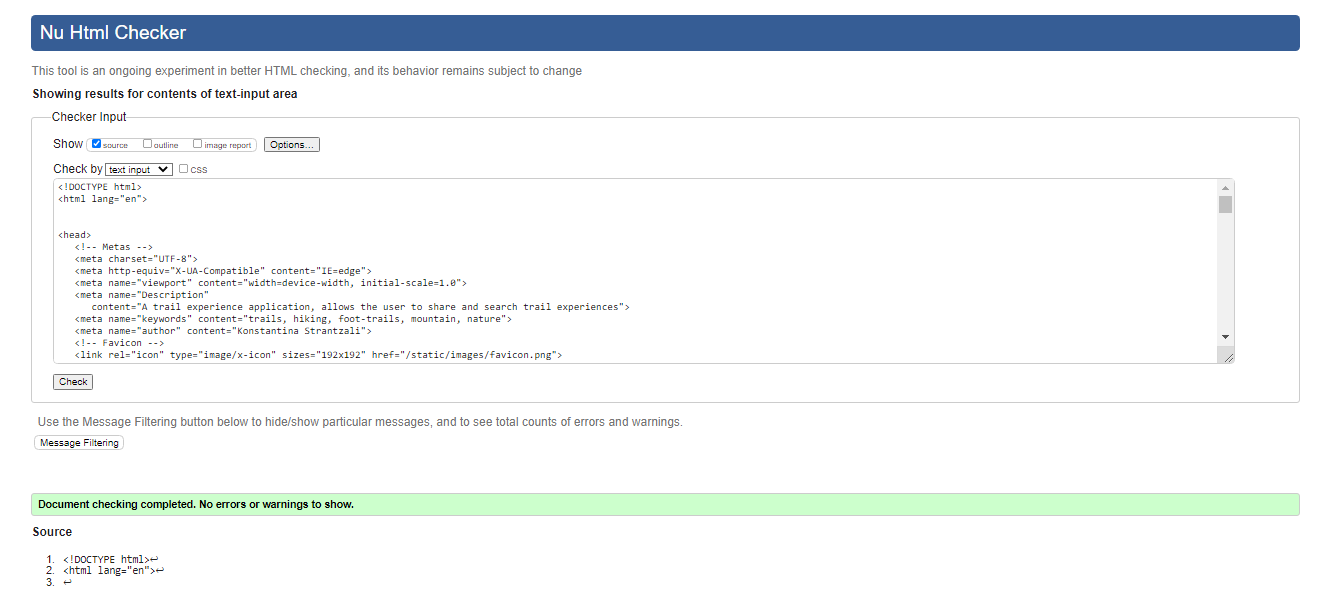 Nu Html Checker
This tool is an ongoing experiment in better HTML checking, and its behavior remains subject to change
Showing results for contents of text-input area
Checker Input
Show source outline image report Options...
Check by text input css
<!DOCTYPE html>
<html lang="en">
<head>
<!-- Metas -->
<meta charset="UTF-8">
<meta http-equiv="X-UA-Compatible" content="IE=edge">
<meta name="viewport" content="width=device-width, initial-scale=1.0">
<meta name="Description"
content="A trail experience application, allows the user to share and search trail experiences">
<meta name="keywords" content="trails, hiking, foot-trails, mountain, nature">
<meta name="author" content="Konstantina Strantzali">
<!-- Favicon -->
<link rel="icon" type="image/x-icon" sizes="192x192" href="/static/images/favicon.png">
Check
Use the Message Filtering button below to hide/show particular messages, and to see total counts of errors and warnings.
Message Filtering
Document checking completed. No errors or warnings to show.
Source
1. <!DOCTYPE html>↩
2. <html lang="en">↩
3. ↩